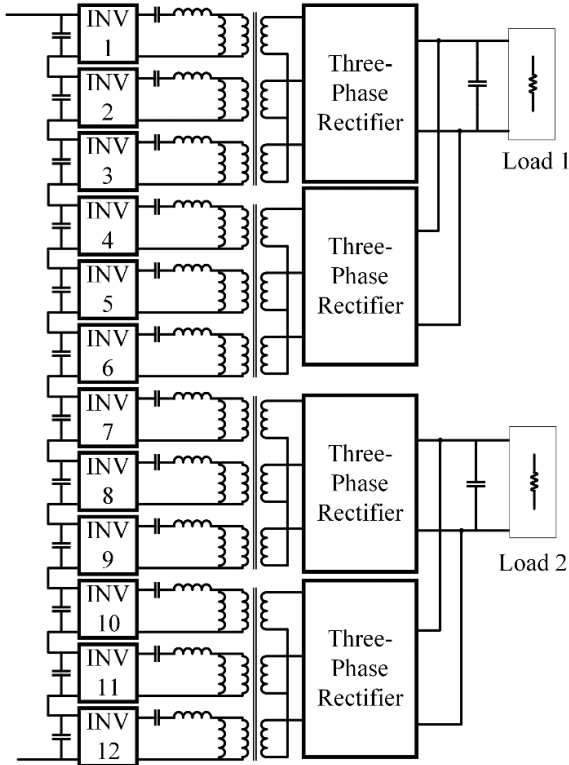 INV
1
INV
2
INV
3
INV
4
INV
5
INV
6
INV
7
INV
8
INV
9
INV
10
INV
11
INV
12
Three-
Phase
Rectifier
Three-
Phase
Rectifier
Three-
Phase
Rectifier
Three-
Phase
Rectifier
Load 1
Load 2